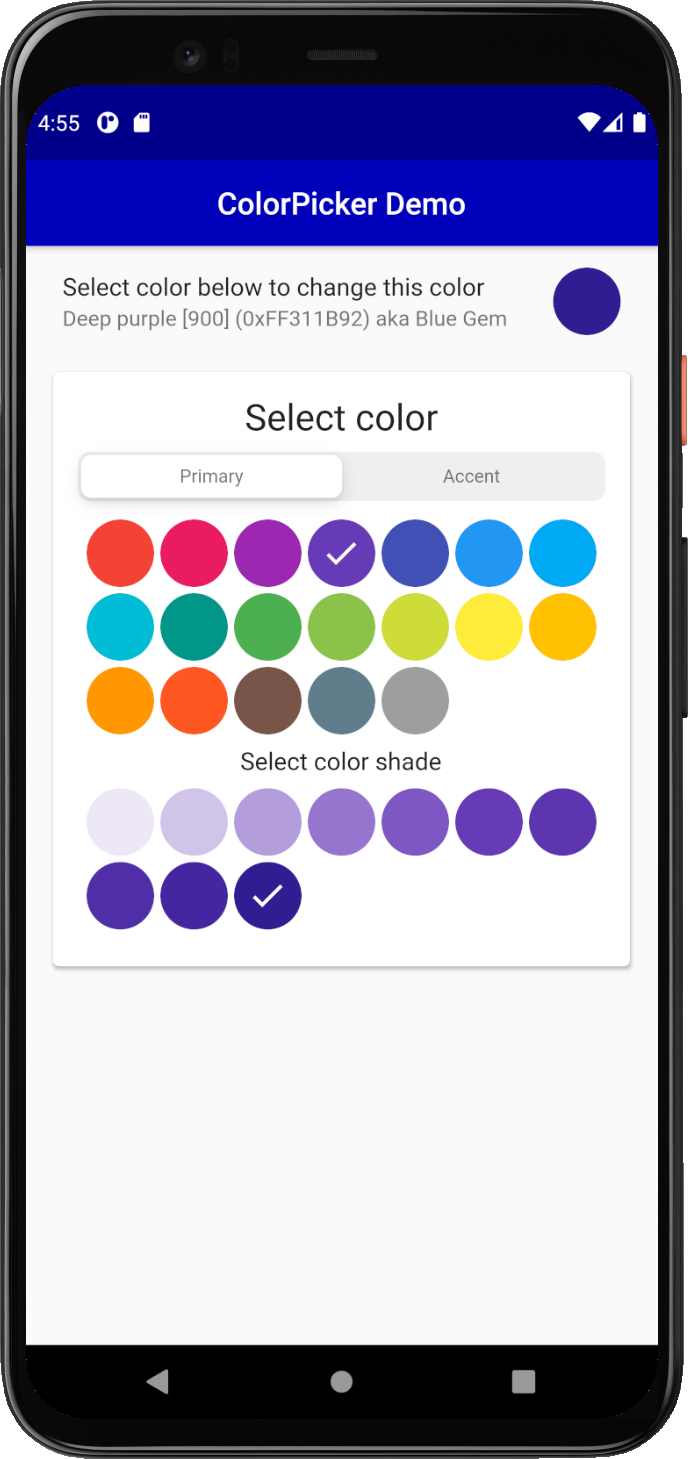 4:55
ColorPicker Demo
Select color below to change this color
Deep purple [900] (0xFF311B92) aka Blue Gem
Select color
Primary Accent
Select color shade